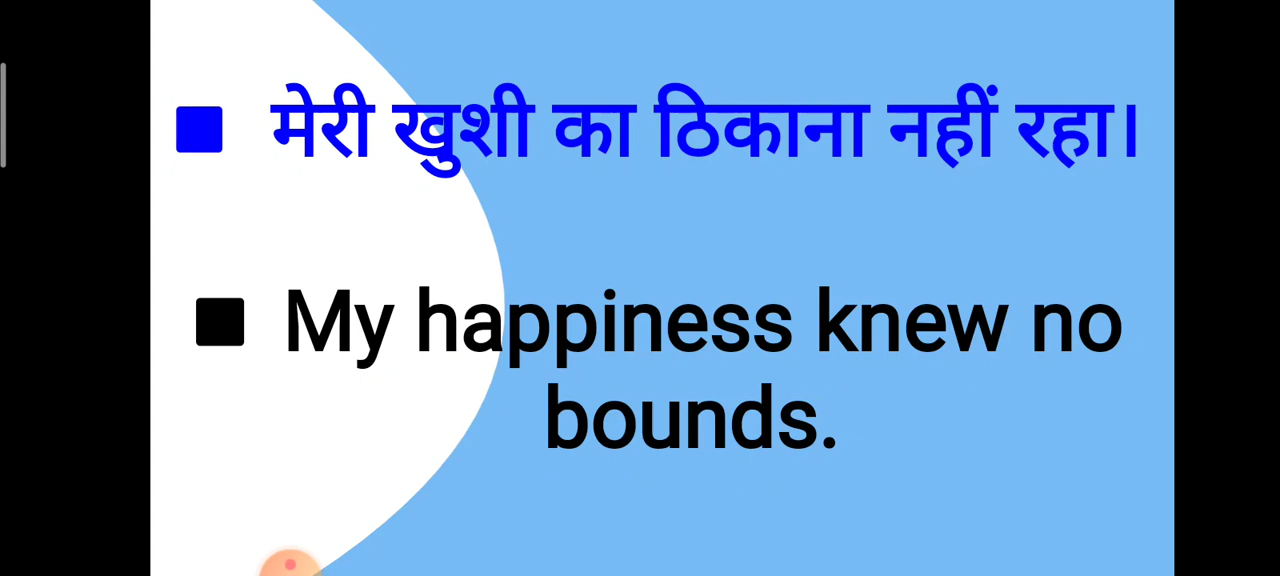 ■ मेरी खुशी का ठिकाना नहीं रहा।
■ My happiness knew no
bounds.